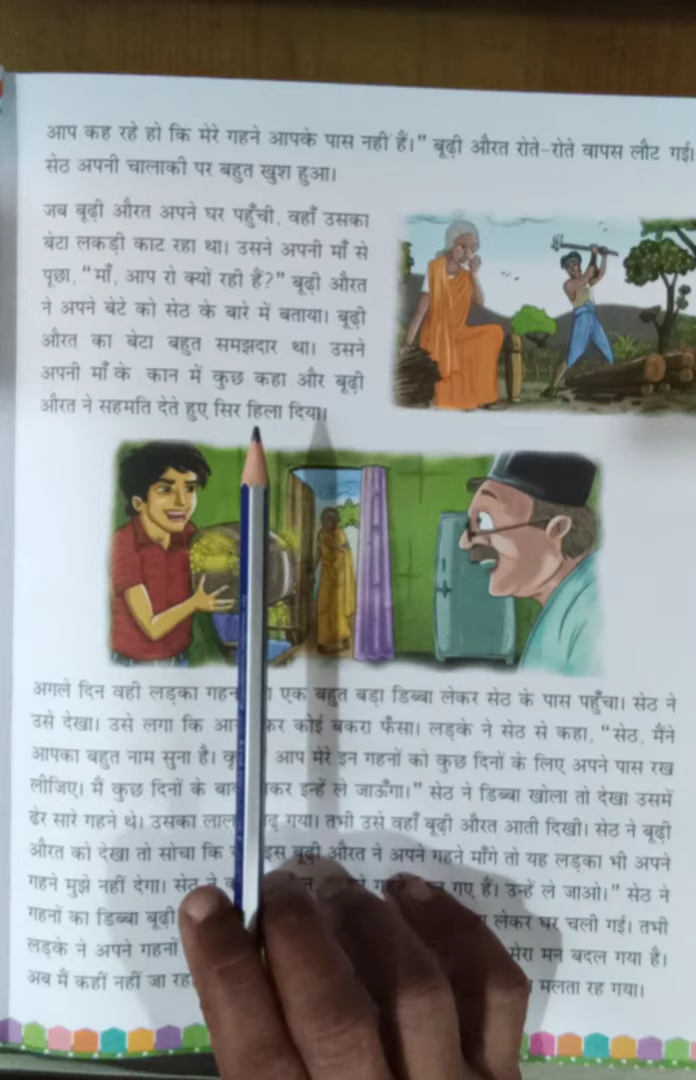 आप कह रहे हो कि मेरे गहने आपके पास नहीं हैं।” बूढ़ी औरत रोते-रोते वापस लौट गई।
सेठ अपनी चालाकी पर बहुत खुश हुआ।
जब बूढ़ी औरत अपने घर पहुँची, वहाँ उसका
बेटा लकड़ी काट रहा था। उसने अपनी माँ से
पूछा, “माँ, आप रो क्यों रही हैं?” बूढ़ी औरत
ने अपने बेटे को सेठ के बारे में बताया। बूढ़ी
औरत का बेटा बहुत समझदार था। उसने
अपनी माँ के कान में कुछ कहा और बूढ़ी
औरत ने सहमति देते हुए सिर हिला दिया।
अगले दिन वही लड़का एक बहुत बड़ा डिब्बा लेकर सेठ के पास पहुँचा। सेठ ने
उसे देखा। उसे लगा कि कोई बकरा फँसा। लड़के ने सेठ से कहा, “सेठ, मैंने
आपका बहुत नाम सुना है। आप मेरे इन गहनों को कुछ दिनों के लिए अपने पास रख
लीजिए। मैं कुछ दिनों के इन्हें ले जाऊँगा।” सेठ ने डिब्बा खोला तो देखा उसमें
ढेर सारे गहने थे। उसका गया। तभी उसे वहाँ बूढ़ी औरत आती दिखी। सेठ ने बूढ़ी
औरत को देखा तो सोचा कि इस बूढ़ी औरत ने अपने गहने माँगे तो यह लड़का भी अपने
गहने मुझे नहीं देगा। सेठ ने गए हैं। उन्हें ले जाओ।” सेठ ने
गहनों का डिब्बा बूढ़ी लेकर घर चली गई। तभी
लड़के ने अपने गहनों मेरा मन बदल गया है।
अब मैं कहीं नहीं जा मलता रह गया।